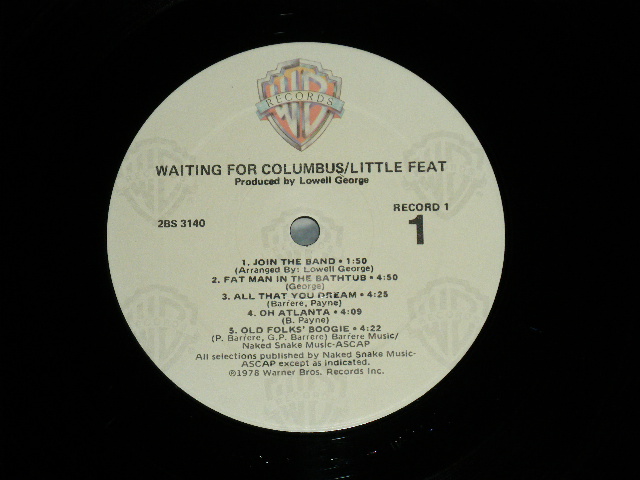 WB
RECORDS
WAITING FOR COLUMBUS/LITTLE FEAT
Produced by Lowell George
2BS 3140
RECORD 1
1
1. JOIN THE BAND • 1:50
(Arranged By: Lowell George)
2. FAT MAN IN THE BATHTUB • 4:50
(George)
3. ALL THAT YOU DREAM • 4:25
(Barrere, Payne)
4. OH ATLANTA • 4:09
(B. Payne)
5. OLD FOLKS' BOOGIE • 4:22
(P. Barrere, G.P. Barrere) Barrere Music/
Naked Snake Music-ASCAP
All selections published by Naked Snake Music-
ASCAP except as indicated.
℗1978 Warner Bros. Records Inc.